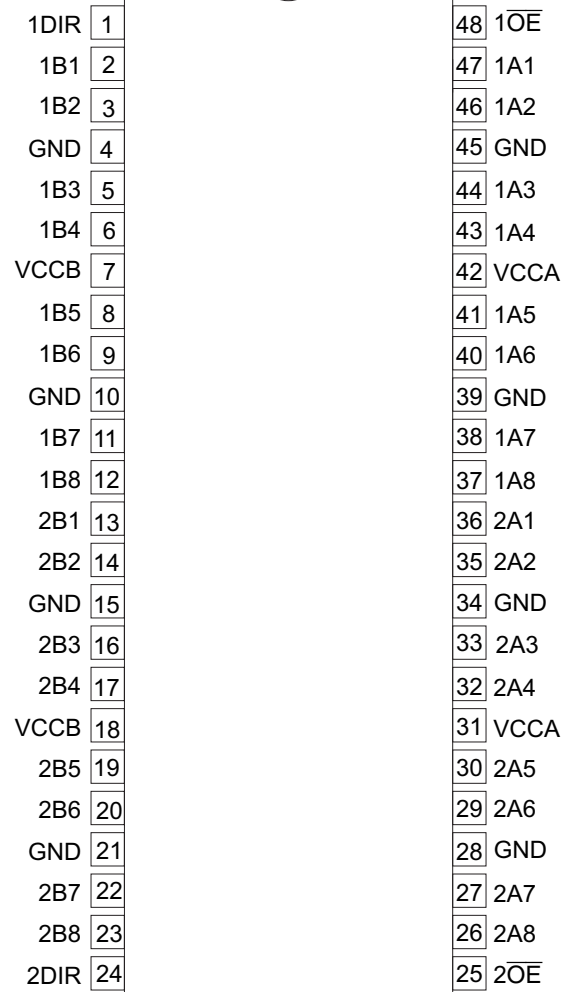 1DIR 1 48 1O̅E̅
1B1 2 47 1A1
1B2 3 46 1A2
GND 4 45 GND
1B3 5 44 1A3
1B4 6 43 1A4
VCCB 7 42 VCCA
1B5 8 41 1A5
1B6 9 40 1A6
GND 10 39 GND
1B7 11 38 1A7
1B8 12 37 1A8
2B1 13 36 2A1
2B2 14 35 2A2
GND 15 34 GND
2B3 16 33 2A3
2B4 17 32 2A4
VCCB 18 31 VCCA
2B5 19 30 2A5
2B6 20 29 2A6
GND 21 28 GND
2B7 22 27 2A7
2B8 23 26 2A8
2DIR 24 25 2O̅E̅